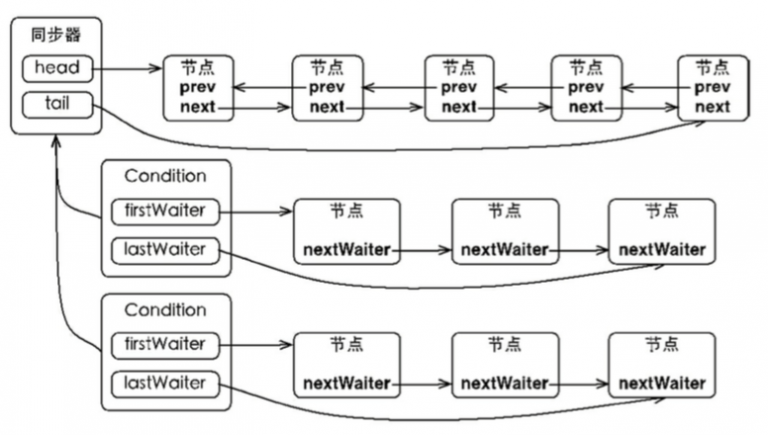 同步器
head
tail
节点 节点 节点 节点 节点
prev prev prev prev prev
next next next next next
Condition
firstWaiter
lastWaiter
节点 节点 节点
nextWaiter nextWaiter nextWaiter
Condition
firstWaiter
lastWaiter
节点 节点 节点
nextWaiter nextWaiter nextWaiter